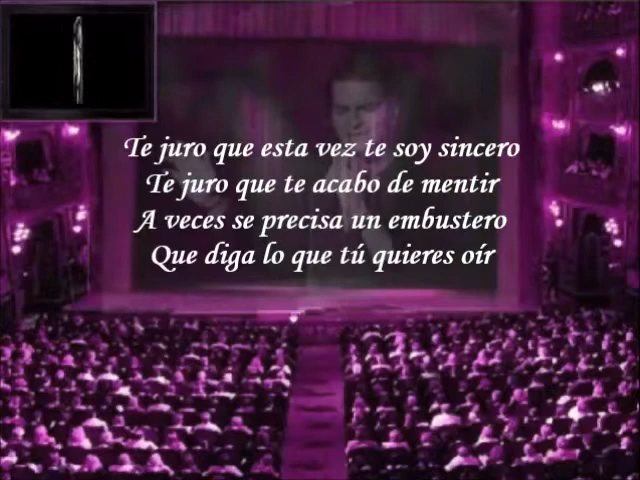 Te juro que esta vez te soy sincero
Te juro que te acabo de mentir
A veces se precisa un embustero
Que diga lo que tú quieres oír